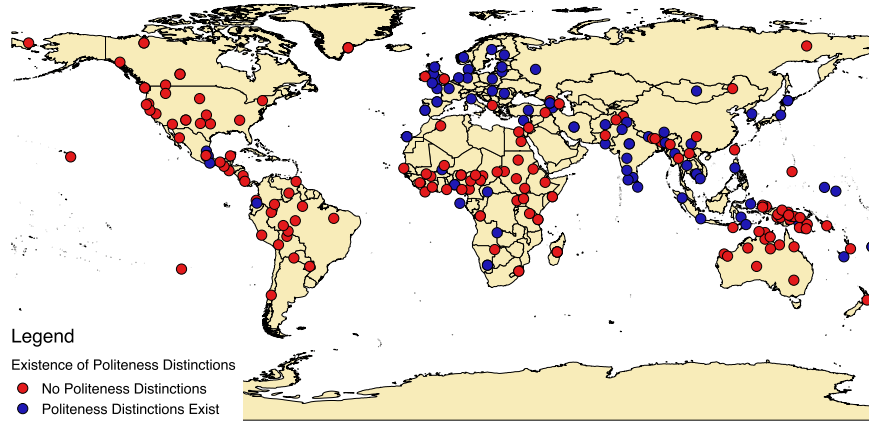 Legend
Existence of Politeness Distinctions
No Politeness Distinctions
Politeness Distinctions Exist